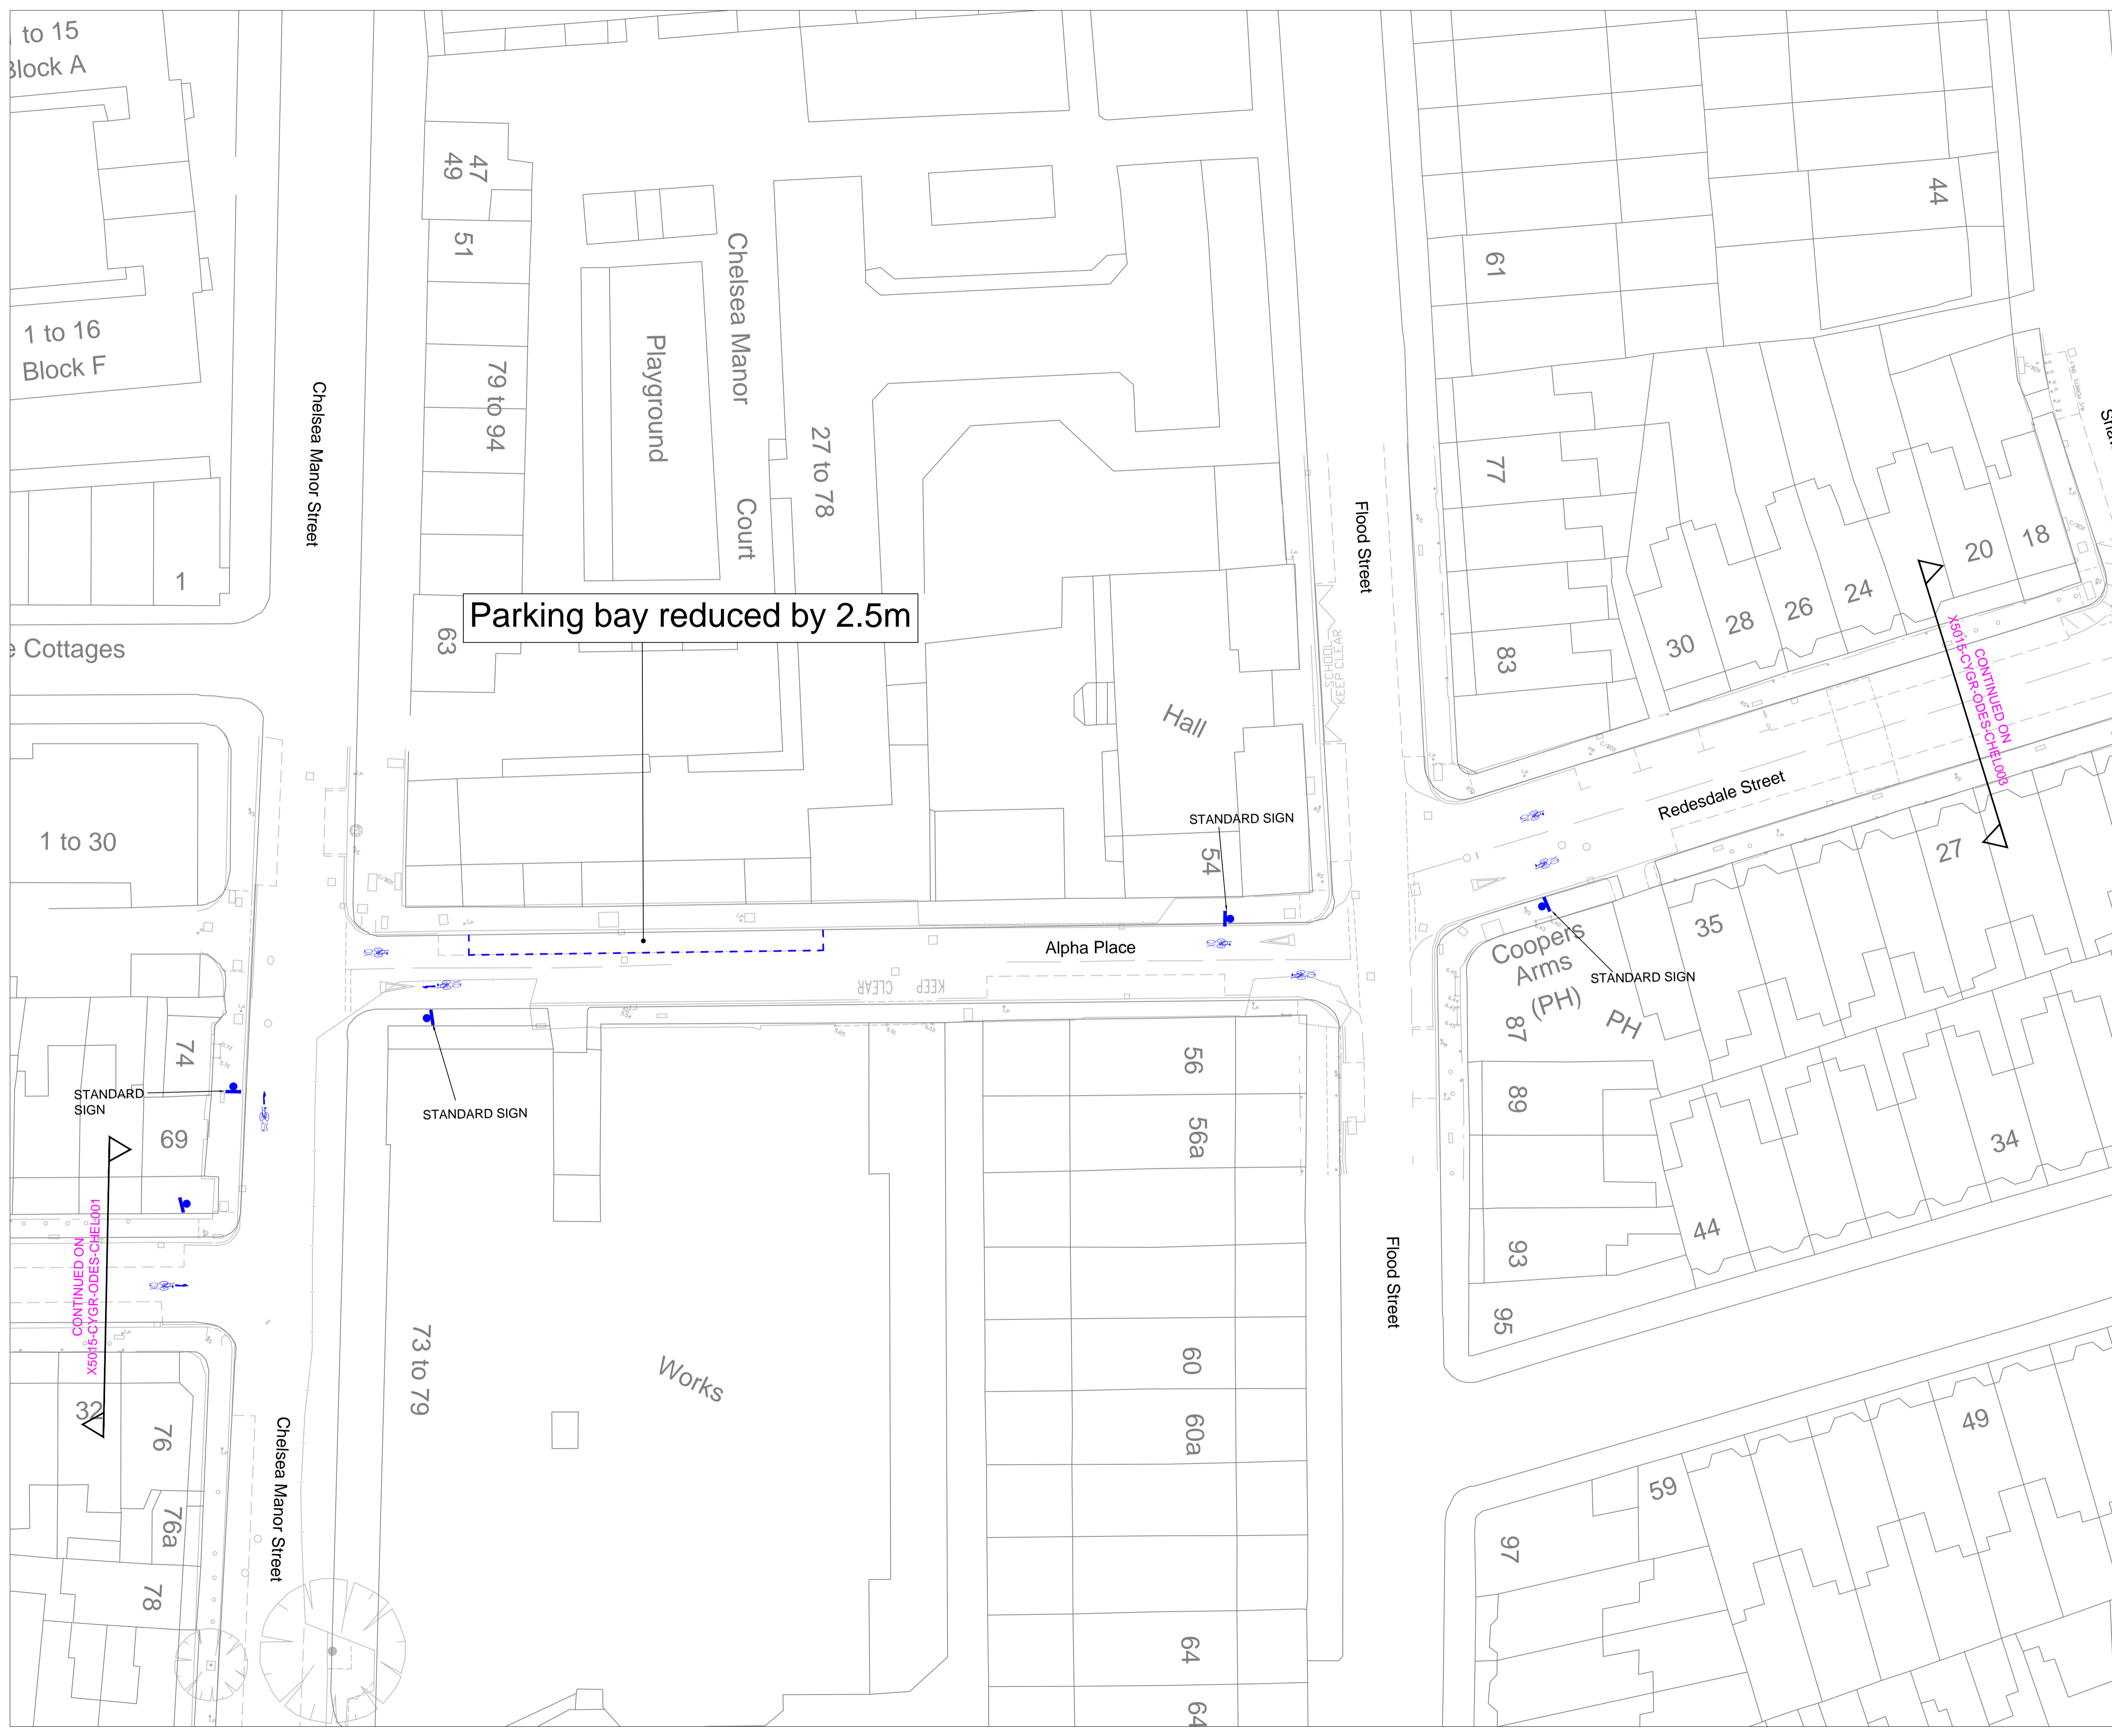 to 15
Block A
1 to 16
Block F
1
Cottages
1 to 30
Chelsea Manor Street
47
49
51
79 to 94
63
Playground
Chelsea Manor
Court
27 to 78
Parking bay reduced by 2.5m
Hall
54
STANDARD SIGN
Flood Street
SCHOOL
KEEP CLEAR
61
44
77
83
30
28
26
24
20
18
CONTINUED ON
X5015-CYGR-ODES-CHEL003
Redesdale Street
27
35
Coopers
Arms
(PH)
PH
STANDARD SIGN
Alpha Place
KEEP
CLEAR
STANDARD SIGN
74
STANDARD
SIGN
69
CONTINUED ON
X5015-CYGR-ODES-CHEL001
32
76
76a
78
Chelsea Manor Street
73 to 79
Works
56
56a
60
60a
64
64
Flood Street
87
89
93
95
97
34
44
49
59